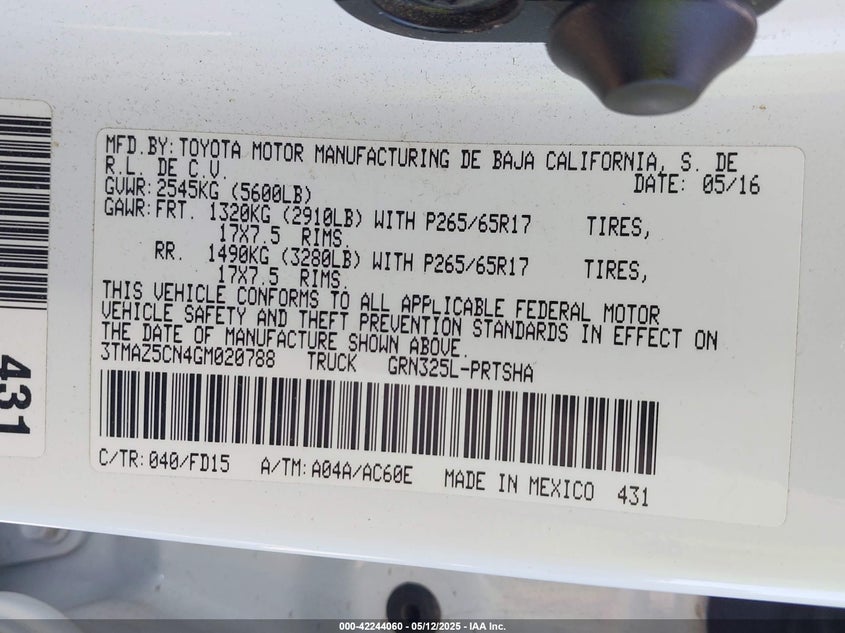 MFD.BY: TOYOTA MOTOR MANUFACTURING DE BAJA CALIFORNIA, S. DE
R.L. DE C.V. DATE: 05/16
GVWR: 2545KG (5600LB)
GAWR: FRT. 1320KG (2910LB) WITH P265/65R17 TIRES,
17X7.5 RIMS.
RR. 1490KG (3280LB) WITH P265/65R17 TIRES,
17X7.5 RIMS.
THIS VEHICLE CONFORMS TO ALL APPLICABLE FEDERAL MOTOR
VEHICLE SAFETY AND THEFT PREVENTION STANDARDS IN EFFECT ON
THE DATE OF MANUFACTURE SHOWN ABOVE.
3TMAZ5CN4GM020788 TRUCK GRN325L-PRTSHA
C/TR: 040/FD15 A/TM: A04A/AC60E MADE IN MEXICO 431
431
000-42244060 - 05/12/2025 - IAA Inc.